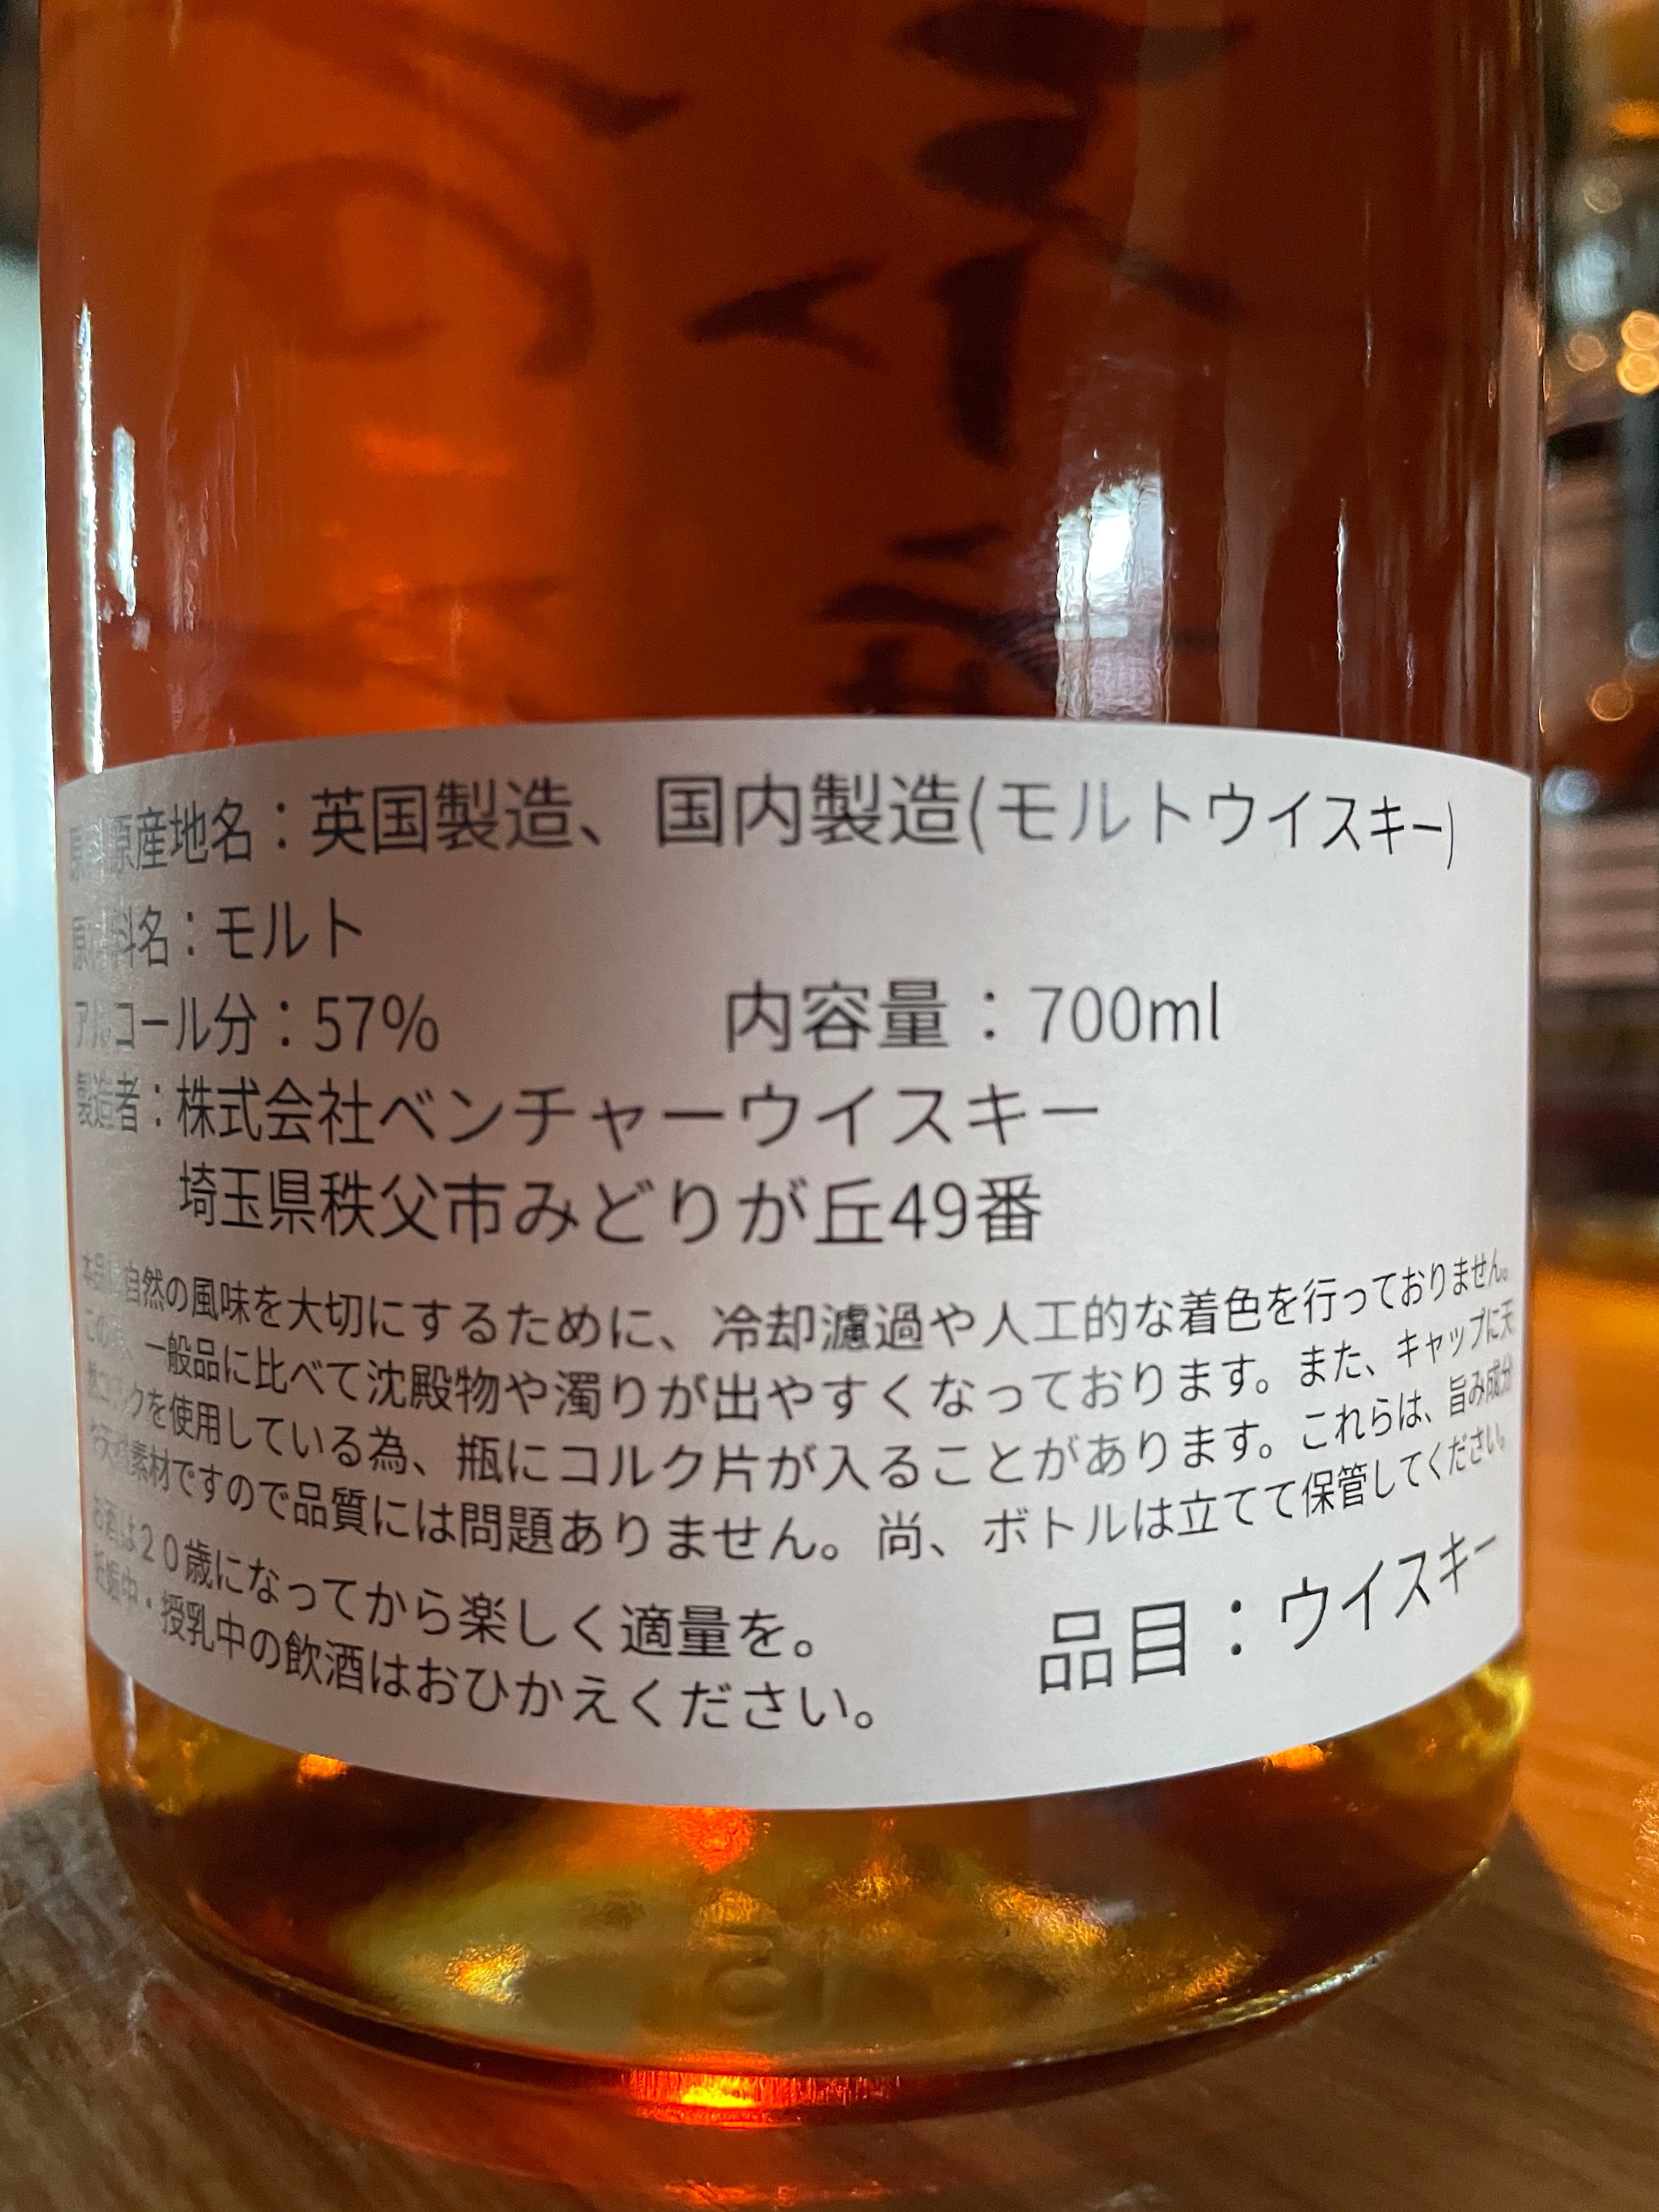 原料原産地名：英国製造、国内製造(モルトウイスキー)
原材料名：モルト
アルコール分：57%　内容量：700ml
製造者：株式会社ベンチャーウイスキー
埼玉県秩父市みどりが丘49番
本品は自然の風味を大切にするために、冷却濾過や人工的な着色を行っておりません。
この為、一般品に比べて沈殿物や濁りが出やすくなっております。また、キャップに天
然コルクを使用している為、瓶にコルク片が入ることがあります。これらは、旨み成分
や天然素材ですので品質には問題ありません。尚、ボトルは立てて保管してください。
お酒は２０歳になってから楽しく適量を。
妊娠中・授乳中の飲酒はおひかえください。
品目：ウイスキー